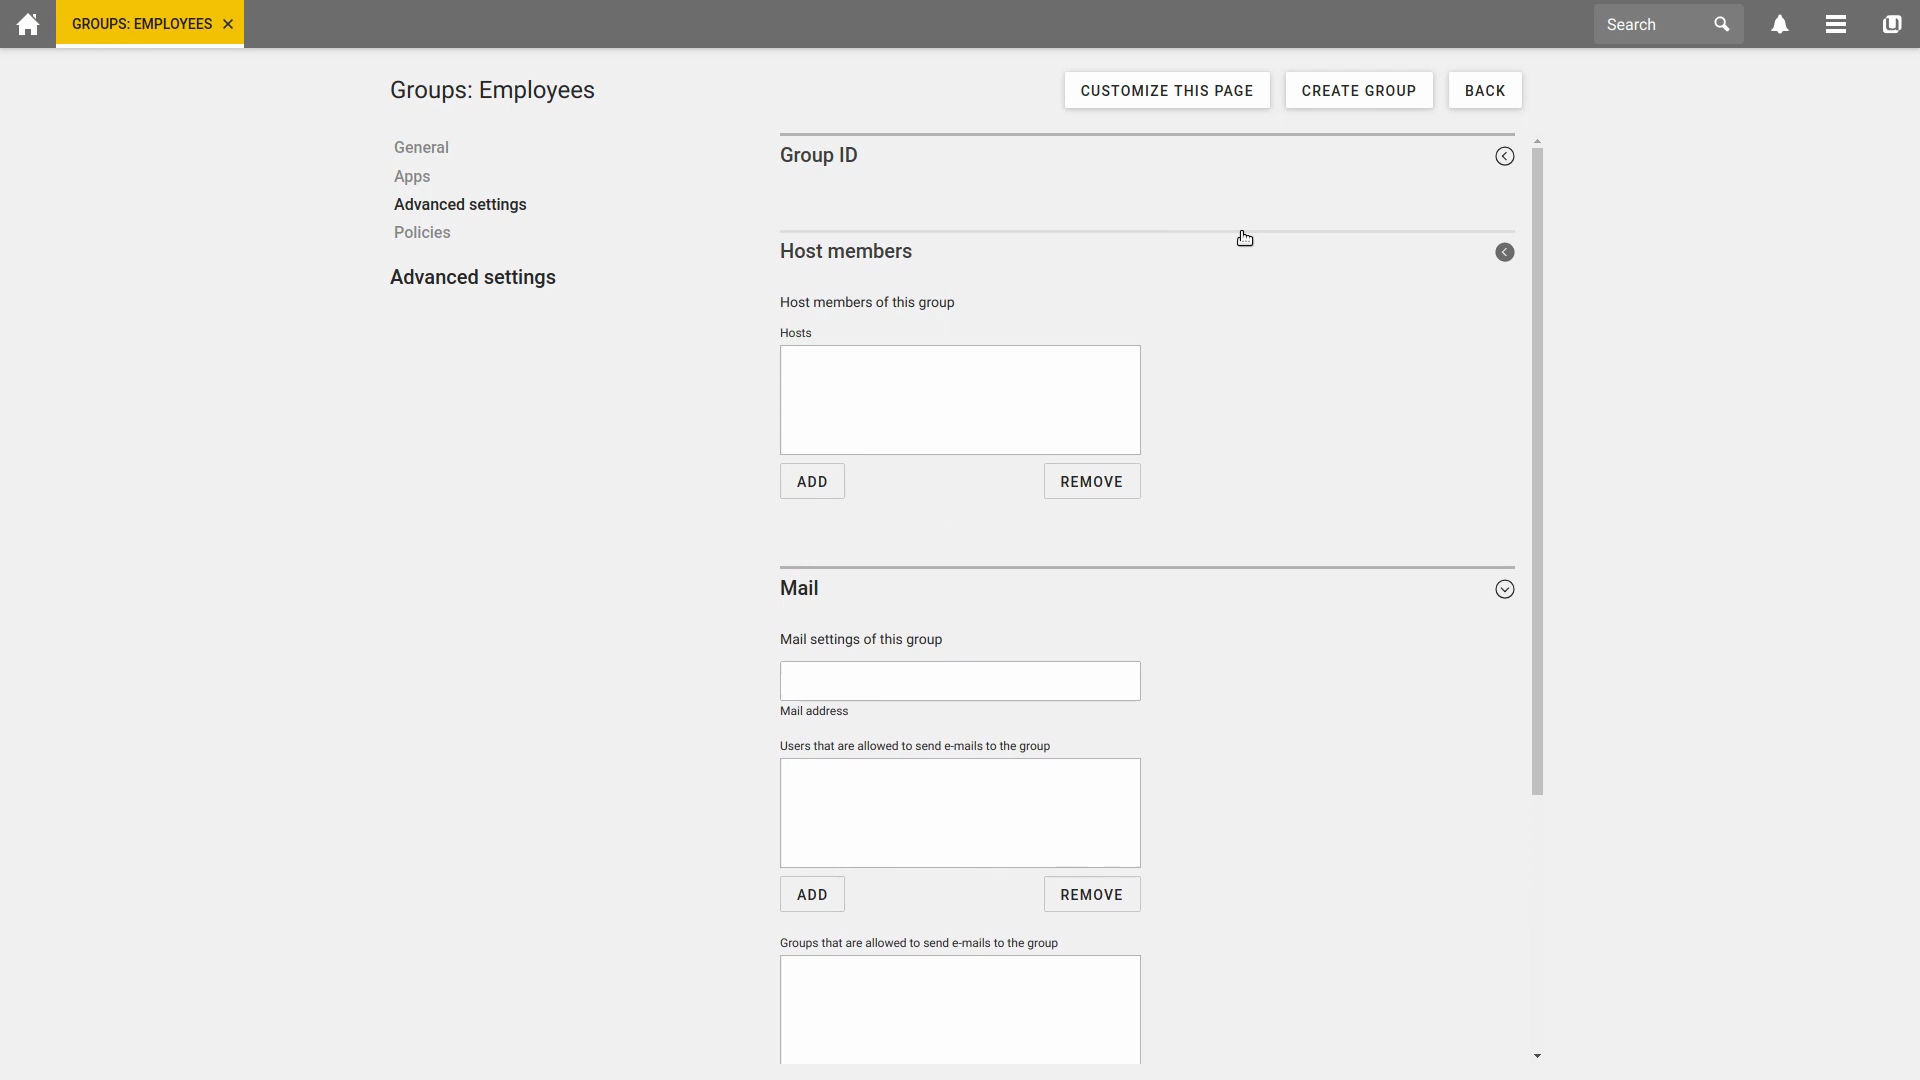 GROUPS: EMPLOYEES
Search
Groups: Employees
CUSTOMIZE THIS PAGE
CREATE GROUP
BACK
General
Apps
Advanced settings
Policies
Advanced settings
Group ID
Host members
Host members of this group
Hosts
ADD
REMOVE
Mail
Mail settings of this group
Mail address
Users that are allowed to send e-mails to the group
ADD
REMOVE
Groups that are allowed to send e-mails to the group